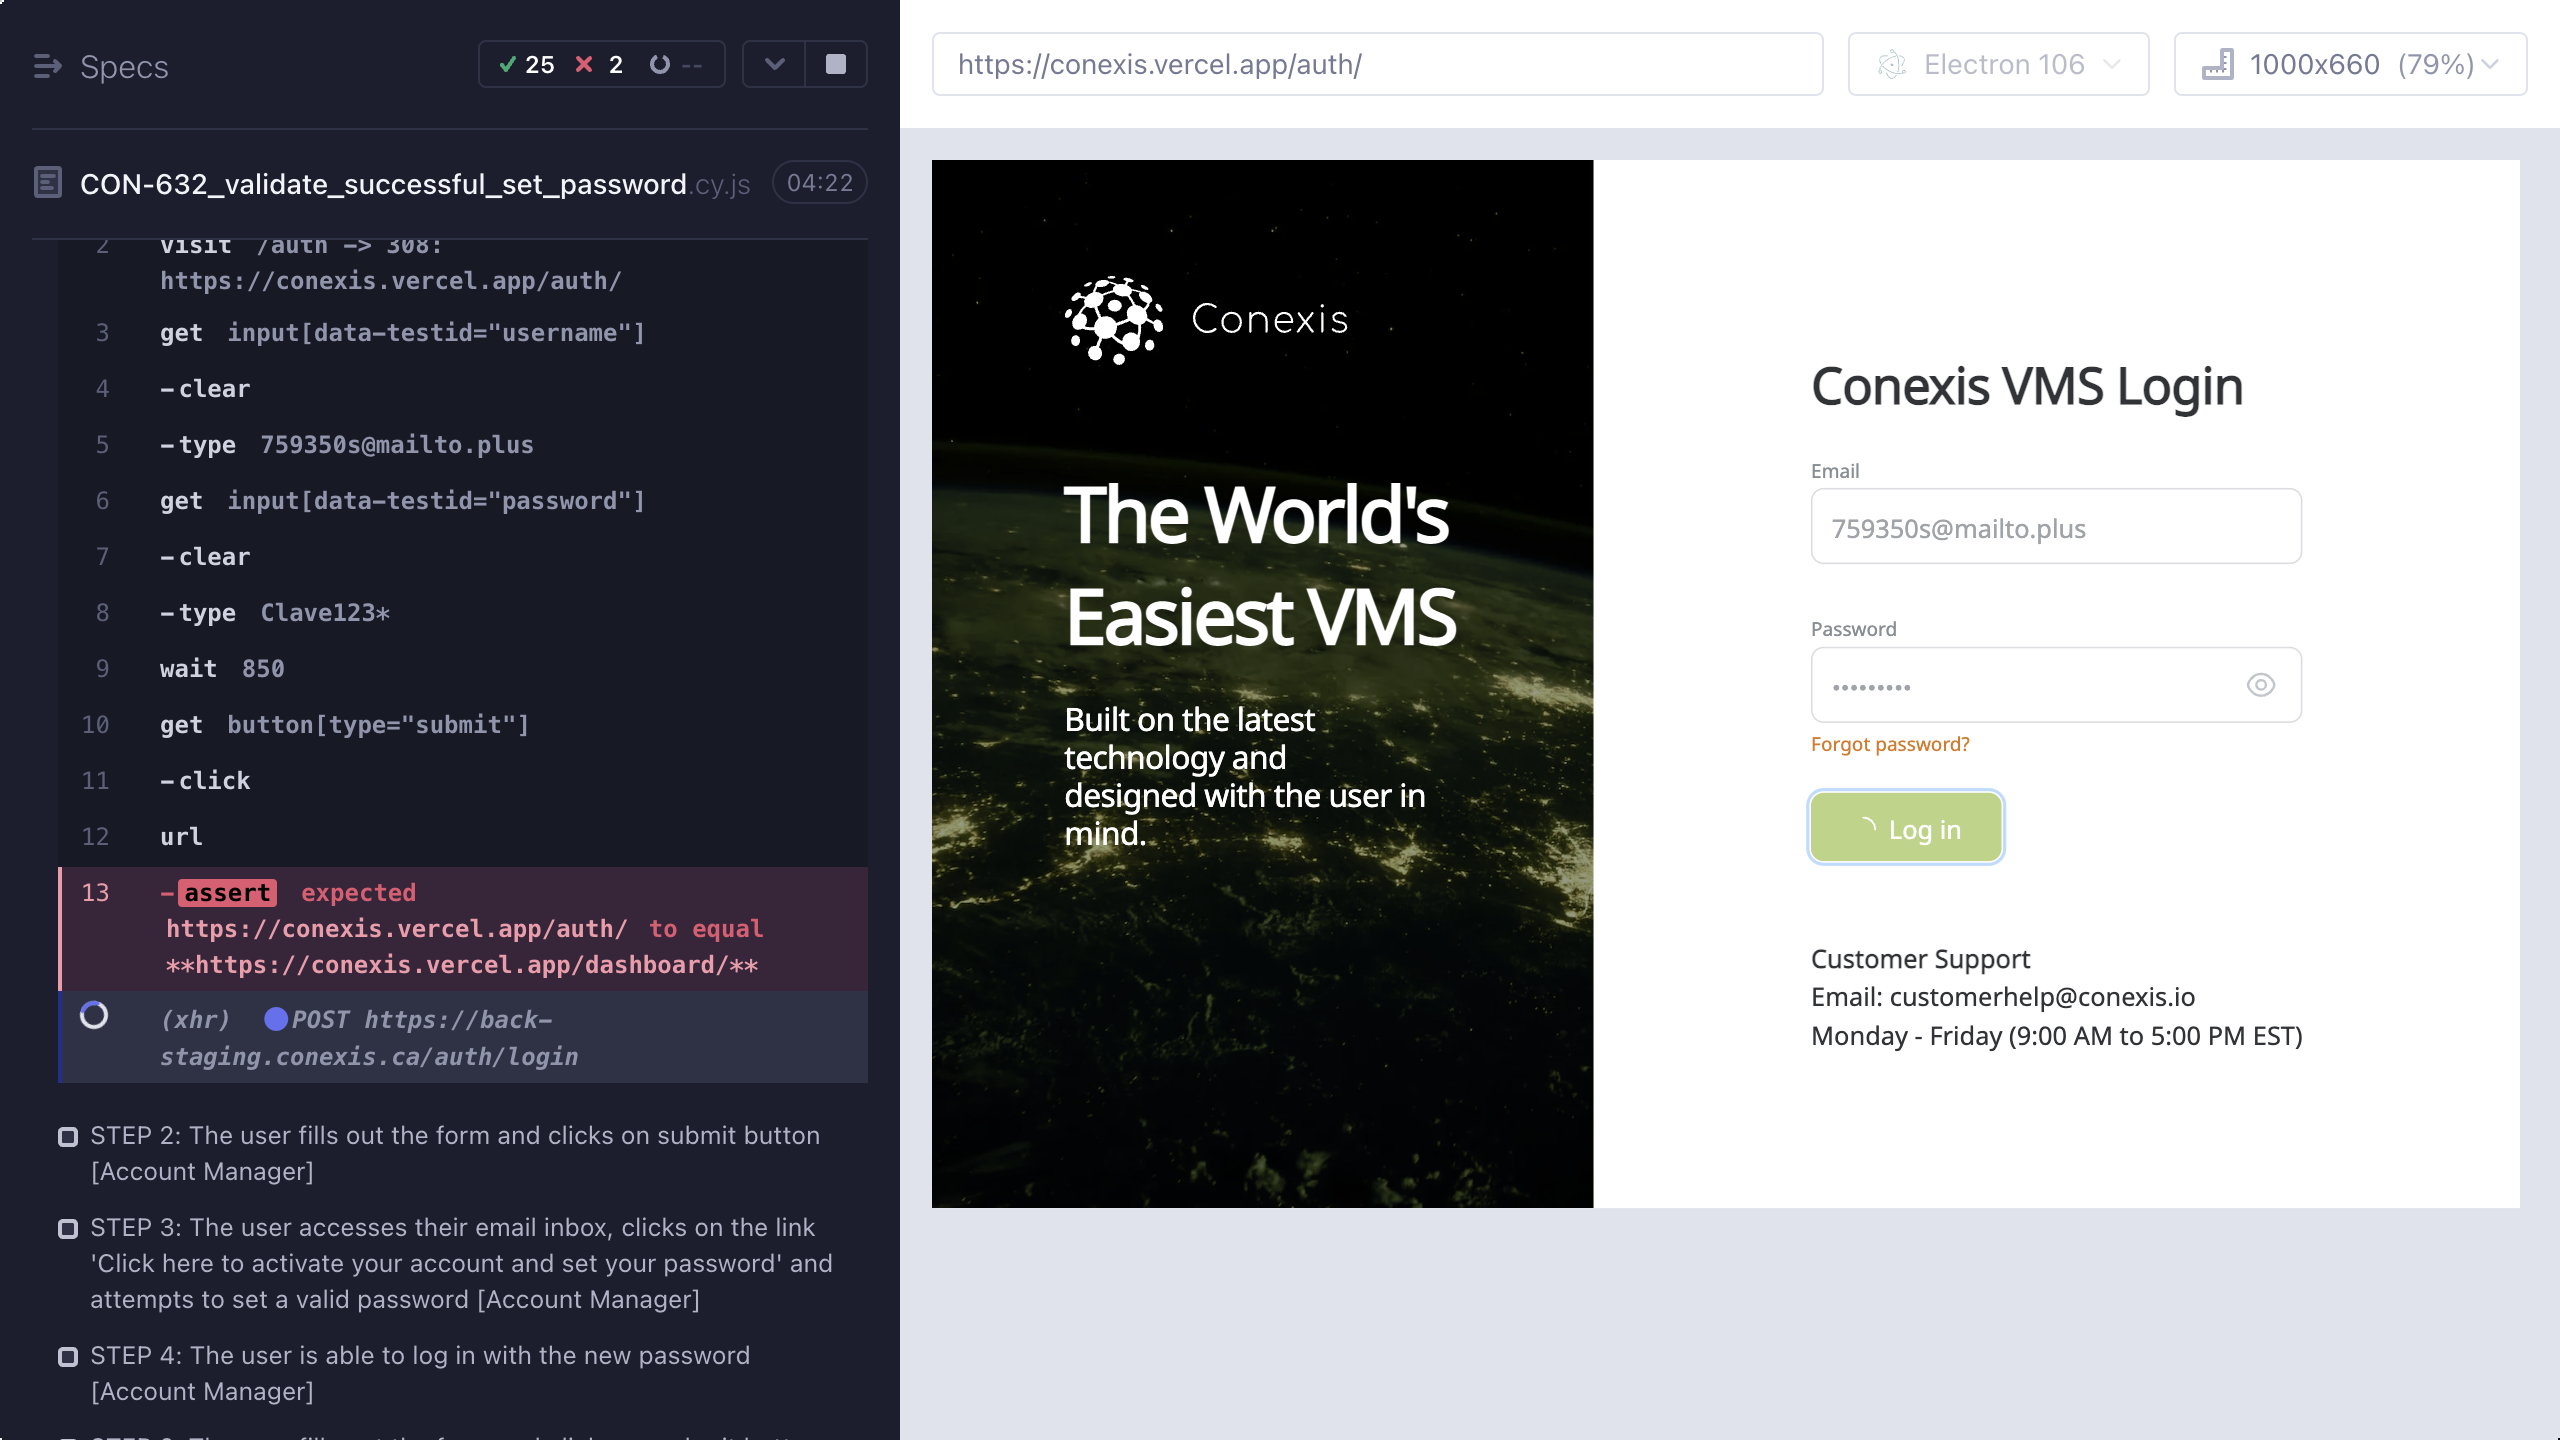 Specs
25 2 --
CON-632_validate_successful_set_password.cy.js 04:22
2 visit /auth -> 308:
https://conexis.vercel.app/auth/
3 get input[data-testid="username"]
4 -clear
5 -type 759350s@mailto.plus
6 get input[data-testid="password"]
7 -clear
8 -type Clave123*
9 wait 850
10 get button[type="submit"]
11 -click
12 url
13 -assert expected
https://conexis.vercel.app/auth/ to equal
**https://conexis.vercel.app/dashboard/**
(xhr) POST https://back-
staging.conexis.ca/auth/login
STEP 2: The user fills out the form and clicks on submit button
[Account Manager]
STEP 3: The user accesses their email inbox, clicks on the link
'Click here to activate your account and set your password' and
attempts to set a valid password [Account Manager]
STEP 4: The user is able to log in with the new password
[Account Manager]
https://conexis.vercel.app/auth/
Electron 106
1000x660 (79%)
Conexis
The World's
Easiest VMS
Built on the latest
technology and
designed with the user in
mind.
Conexis VMS Login
Email
759350s@mailto.plus
Password
•••••••••
Forgot password?
Log in
Customer Support
Email: customerhelp@conexis.io
Monday - Friday (9:00 AM to 5:00 PM EST)